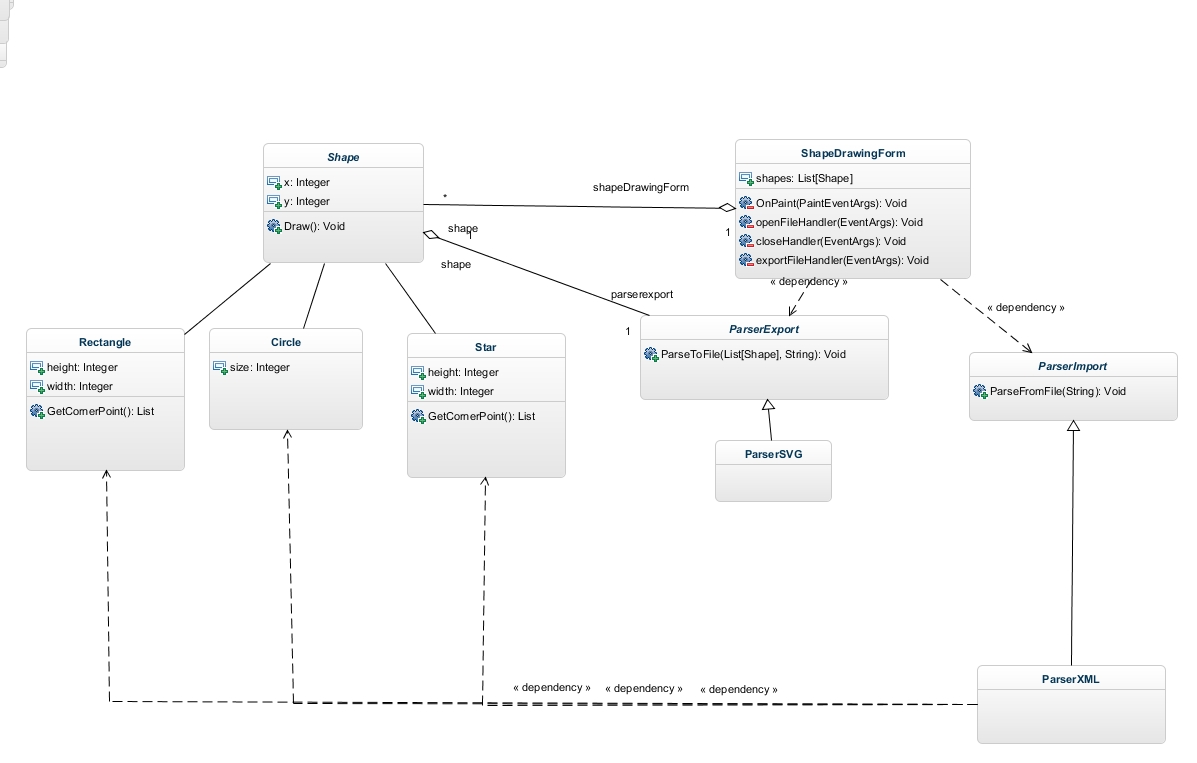 Shape
x: Integer
y: Integer
Draw(): Void
ShapeDrawingForm
shapes: List[Shape]
OnPaint(PaintEventArgs): Void
openFileHandler(EventArgs): Void
closeHandler(EventArgs): Void
exportFileHandler(EventArgs): Void
shapeDrawingForm
*
1
shape
1
shape
parserexport
1
« dependency »
« dependency »
Rectangle
height: Integer
width: Integer
GetCornerPoint(): List
Circle
size: Integer
Star
height: Integer
width: Integer
GetCornerPoint(): List
ParserExport
ParseToFile(List[Shape], String): Void
ParserImport
ParseFromFile(String): Void
ParserSVG
ParserXML
« dependency » « dependency » « dependency »